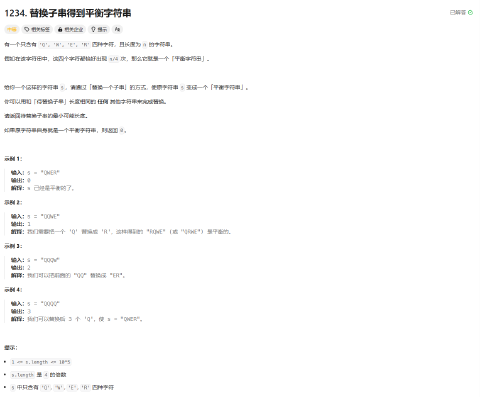 1234. 替换子串得到平衡字符串
已解答
中等 相关标签 相关企业 提示 Aa
有一个只含有 'Q', 'W', 'E', 'R' 四种字符，且长度为 n 的字符串。
假如在该字符串中，这四个字符都恰好出现 n/4 次，那么它就是一个「平衡字符串」。
给你一个这样的字符串 s，请通过「替换一个子串」的方式，使原字符串 s 变成一个「平衡字符串」。
你可以用和「待替换子串」长度相同的 任何 其他字符串来完成替换。
请返回待替换子串的最小可能长度。
如果原字符串自身就是一个平衡字符串，则返回 0。
示例 1：
输入：s = "QWER"
输出：0
解释：s 已经是平衡的了。
示例 2：
输入：s = "QQWE"
输出：1
解释：我们需要把一个 'Q' 替换成 'R'，这样得到的 "RQWE" (或 "QRWE") 是平衡的。
示例 3：
输入：s = "QQQW"
输出：2
解释：我们可以把前面的 "QQ" 替换成 "ER"。
示例 4：
输入：s = "QQQQ"
输出：3
解释：我们可以替换后 3 个 'Q'，使 s = "QWER"。
提示：
1 <= s.length <= 10^5
s.length 是 4 的倍数
s 中只含有 'Q', 'W', 'E', 'R' 四种字符